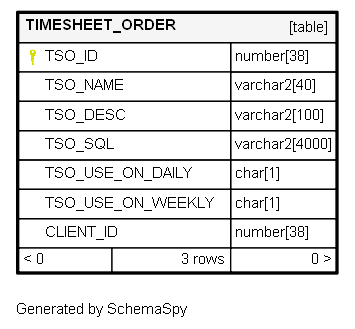 TIMESHEET_ORDER [table]
TSO_ID number[38]
TSO_NAME varchar2[40]
TSO_DESC varchar2[100]
TSO_SQL varchar2[4000]
TSO_USE_ON_DAILY char[1]
TSO_USE_ON_WEEKLY char[1]
CLIENT_ID number[38]
< 0 3 rows 0 >
Generated by SchemaSpy